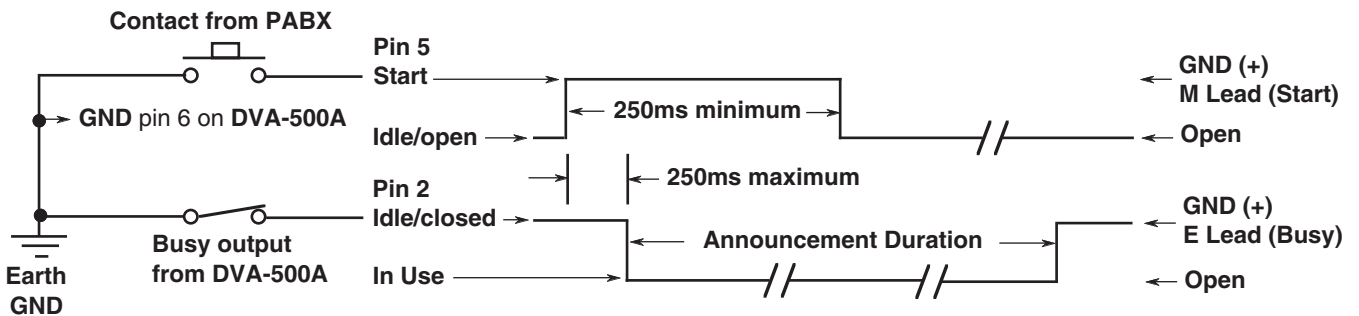 Contact from PABX
Pin 5
Start
GND (+)
M Lead (Start)
250ms minimum
GND pin 6 on DVA-500A
Idle/open
Open
250ms maximum
Pin 2
Idle/closed
GND (+)
E Lead (Busy)
Announcement Duration
Busy output
from DVA-500A
In Use
Open
Earth
GND